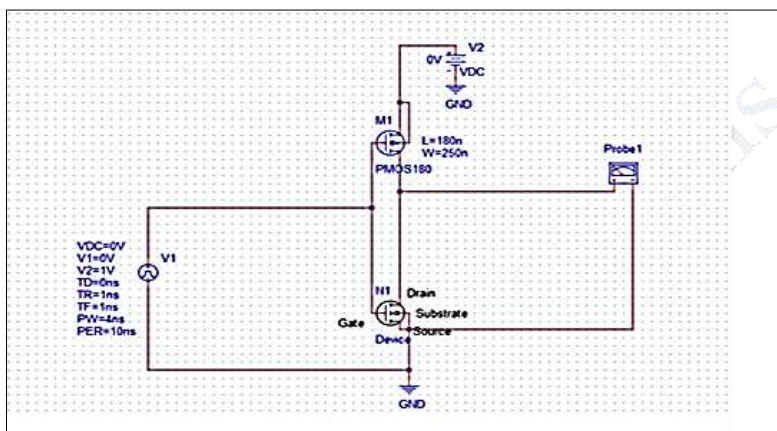 V2
0V
VDC
GND
M1
L=180n
W=250n
PMOS180
Probe1
VDC=0V
V1=0V
V2=1V
TD=0ns
TR=1ns
TF=1ns
PW=4ns
PER=10ns
V1
N1
Drain
Substrate
Gate
Source
Device
GND